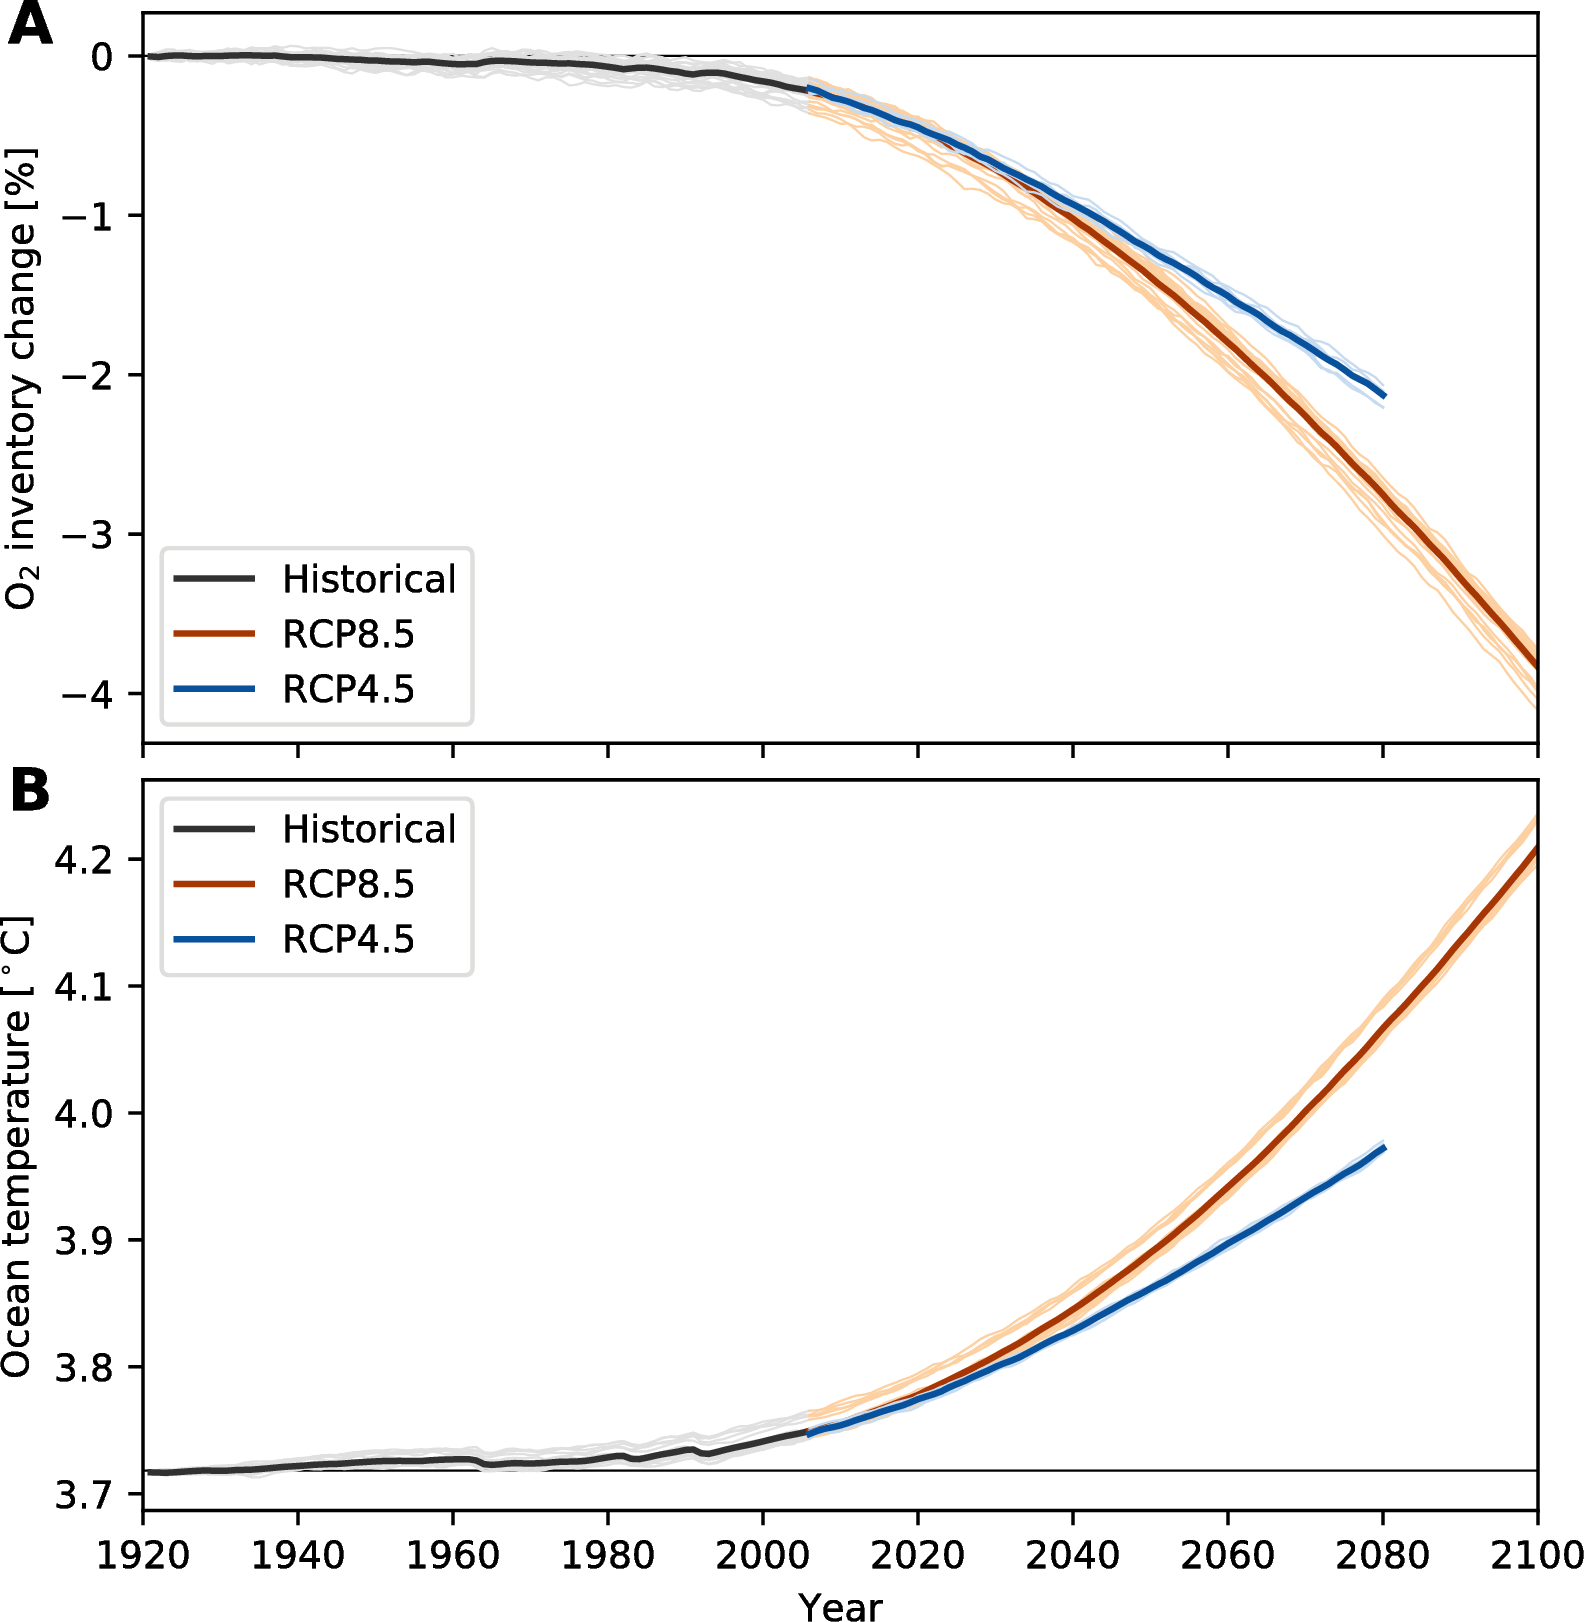 A
O₂ inventory change [%]
0
−1
−2
−3
−4
Historical
RCP8.5
RCP4.5
B
Ocean temperature [°C]
Historical
RCP8.5
RCP4.5
4.2
4.1
4.0
3.9
3.8
3.7
1920 1940 1960 1980 2000 2020 2040 2060 2080 2100
Year